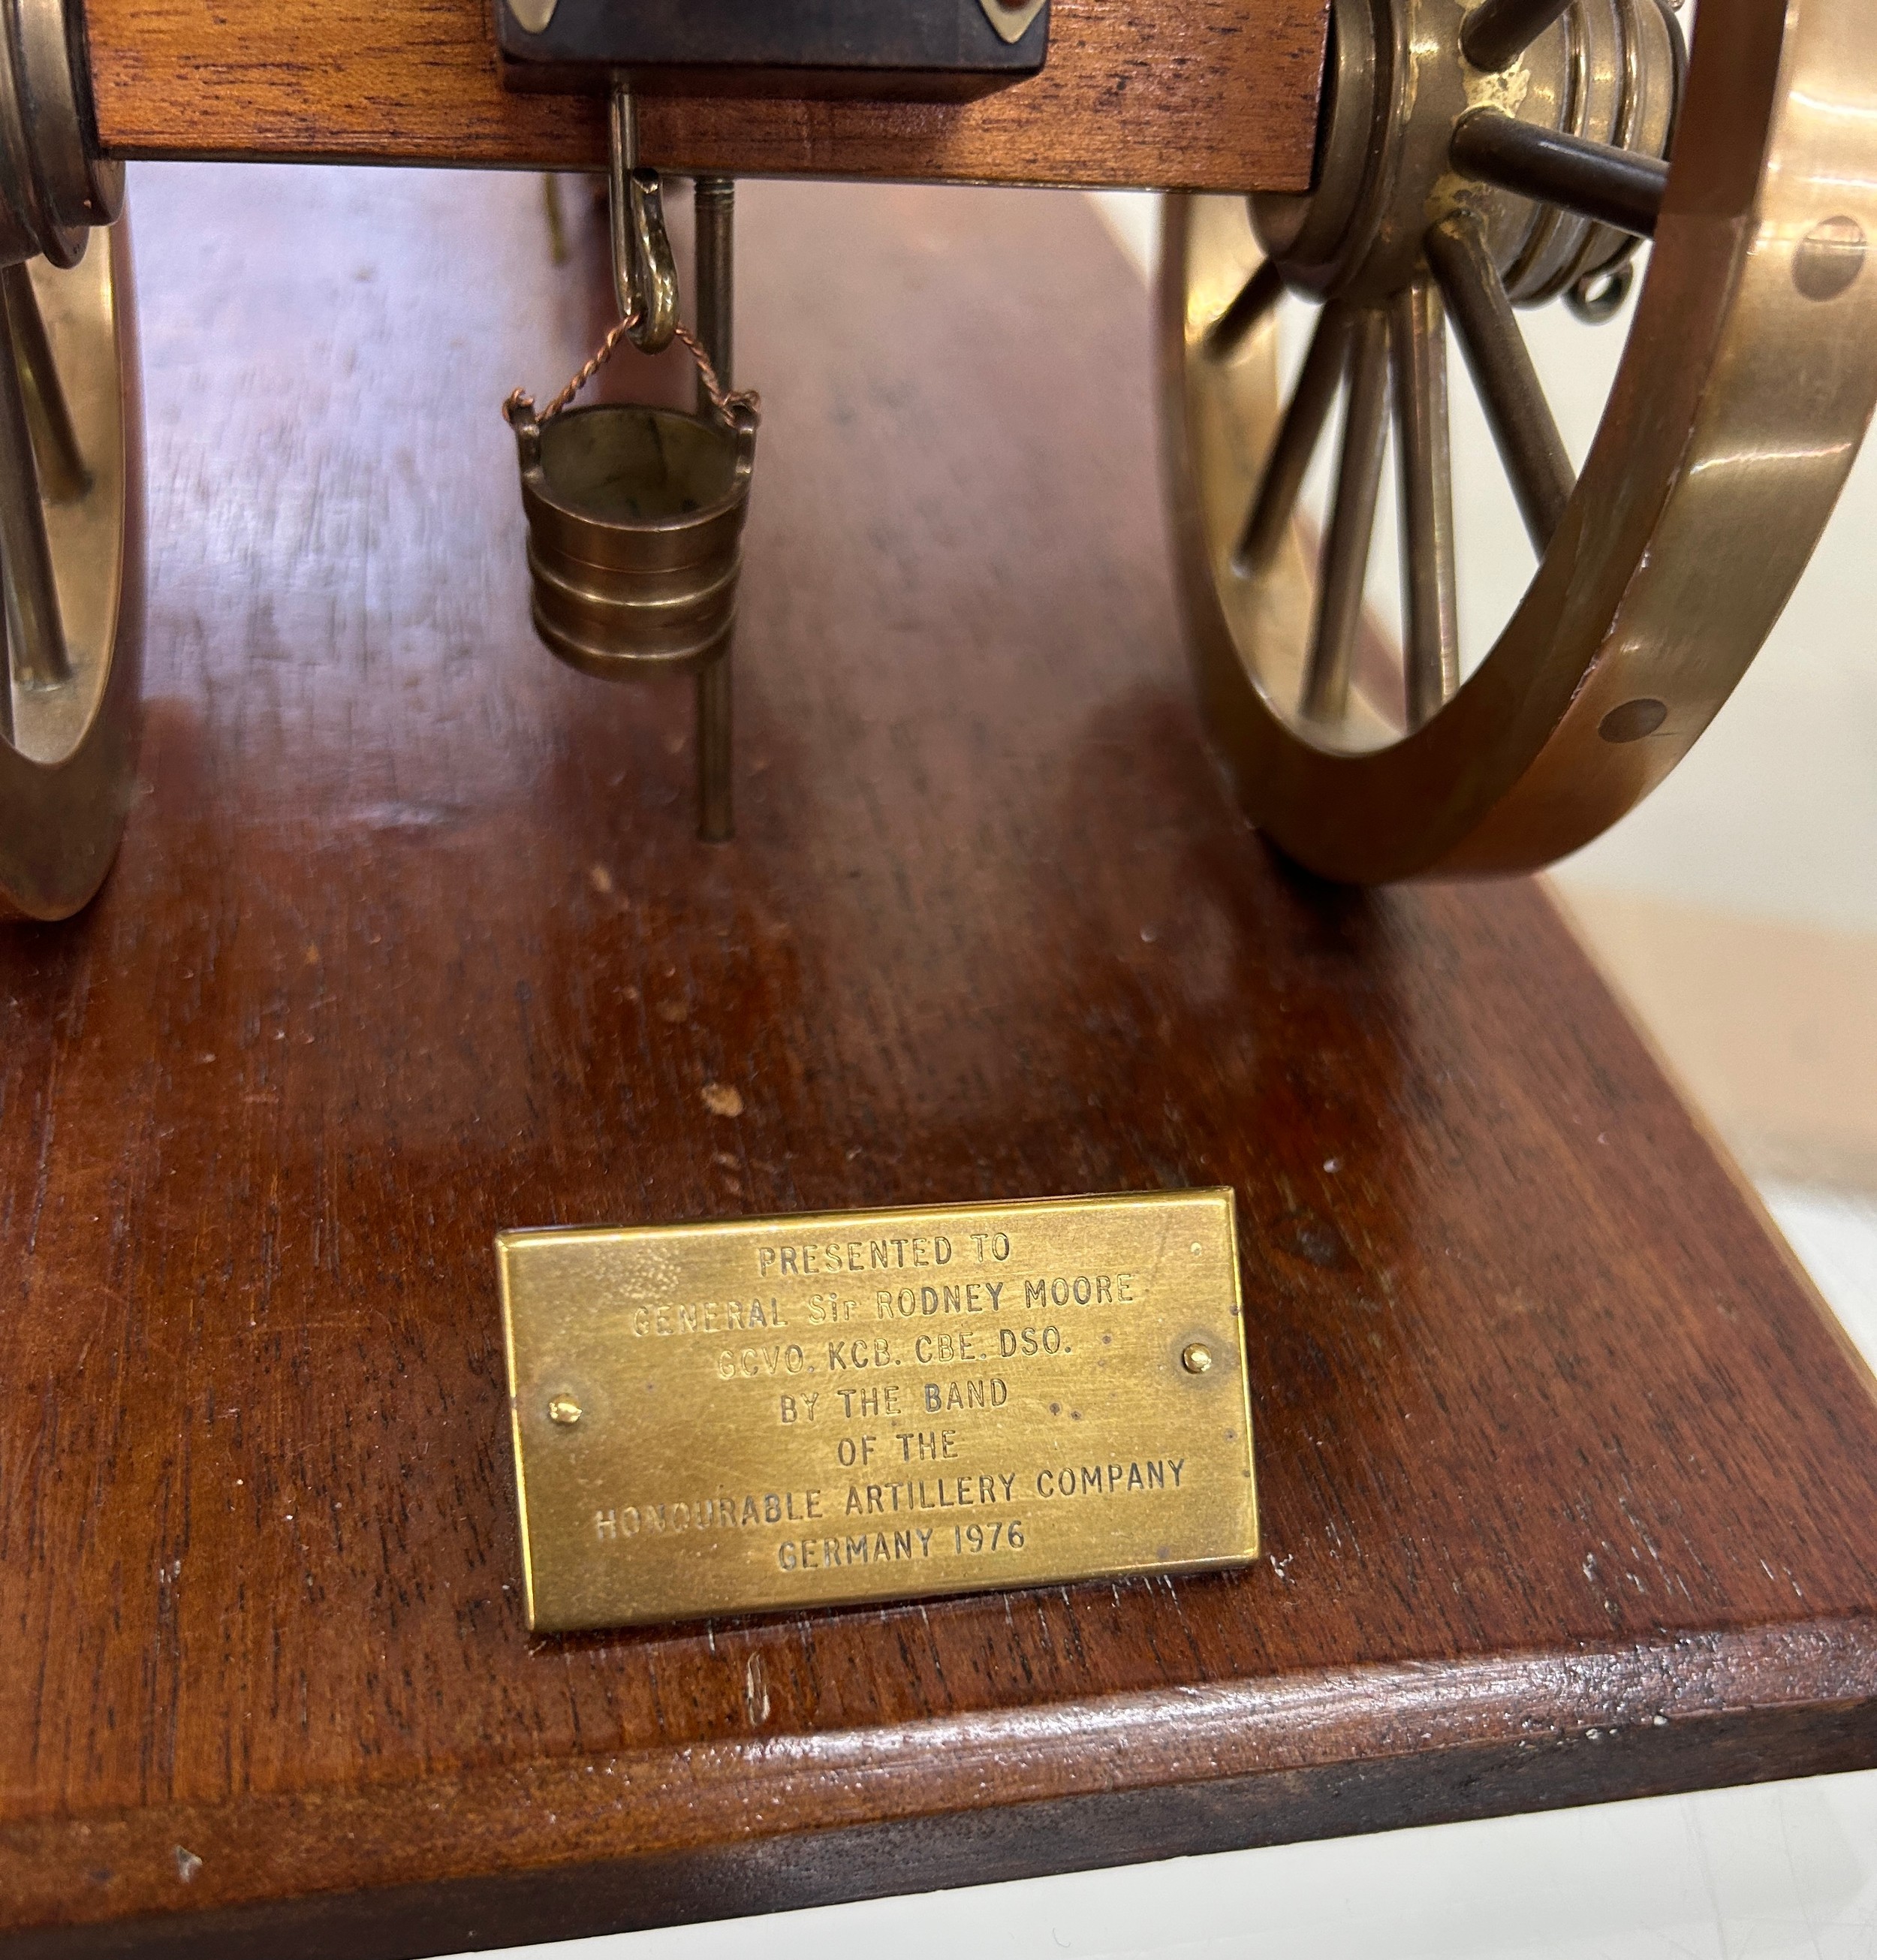 PRESENTED TO
GENERAL Sir RODNEY MOORE
GCVO. KCB. CBE. DSO.
BY THE BAND
OF THE
HONOURABLE ARTILLERY COMPANY
GERMANY 1976